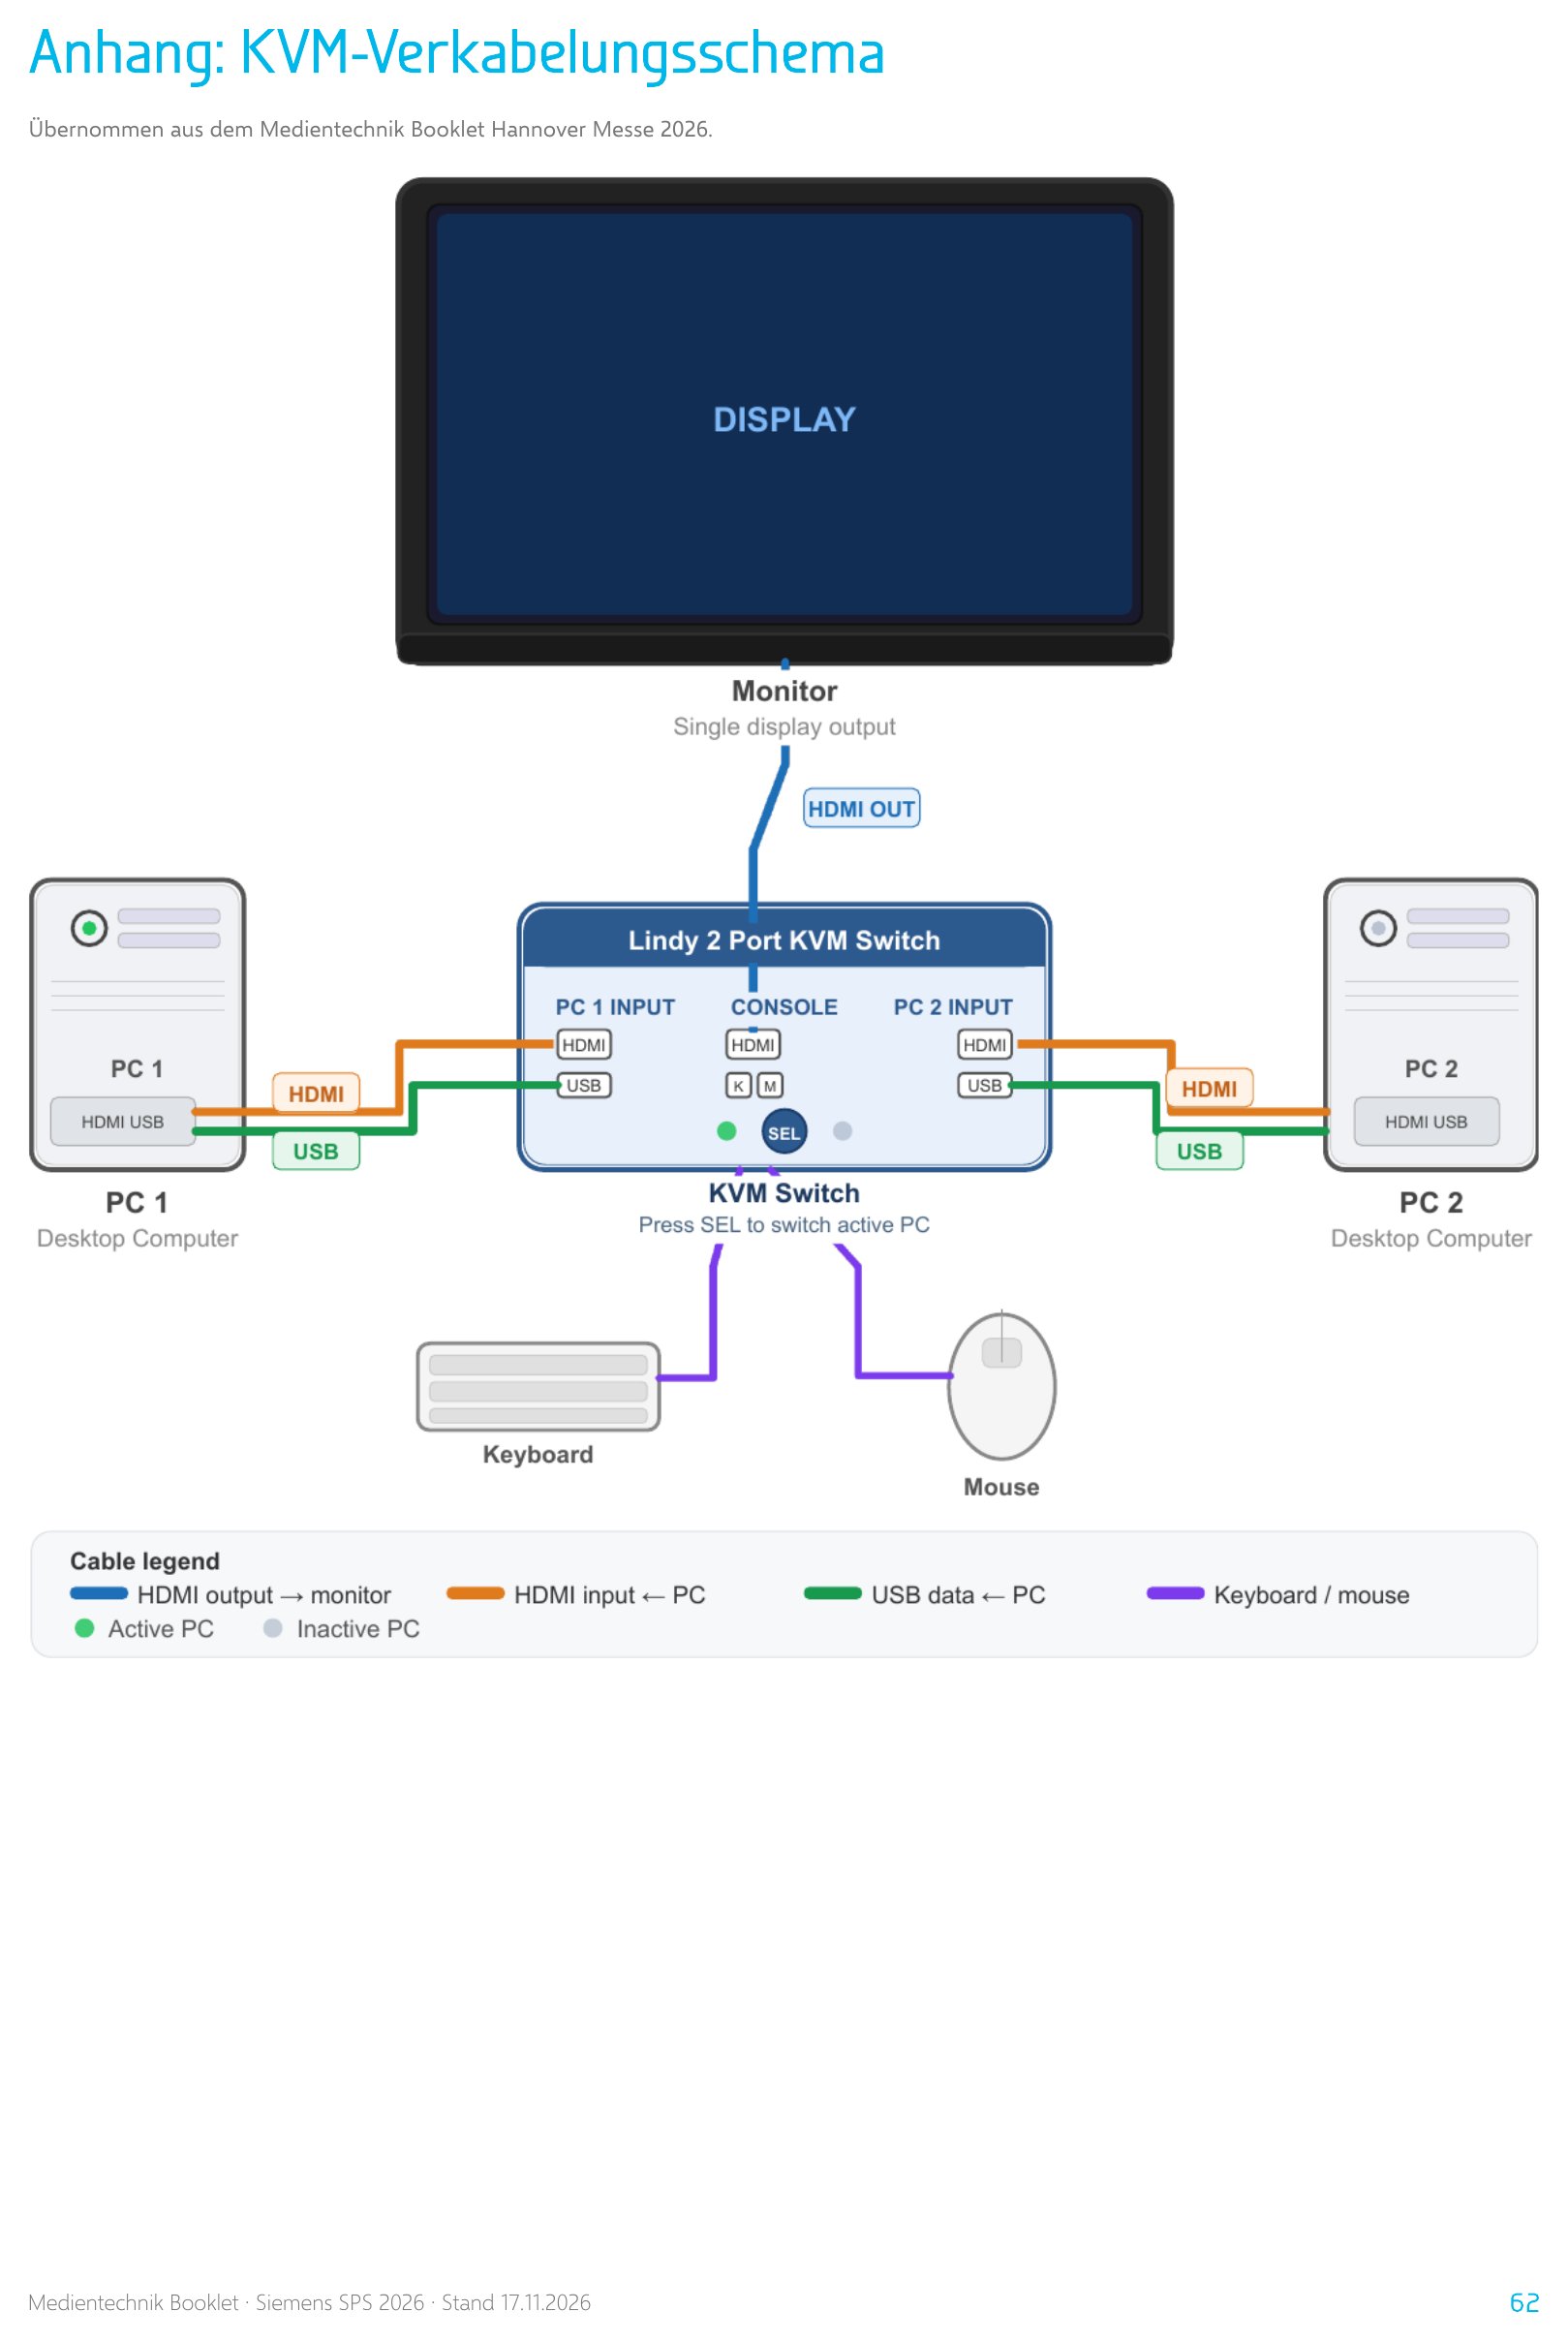 Anhang: KVM-Verkabelungsschema
Übernommen aus dem Medientechnik Booklet Hannover Messe 2026.
DISPLAY
Monitor
Single display output
HDMI OUT
Lindy 2 Port KVM Switch
PC 1 INPUT CONSOLE PC 2 INPUT
HDMI HDMI HDMI
USB K M USB
SEL
PC 1
HDMI USB
HDMI
USB
PC 1
Desktop Computer
PC 2
HDMI USB
HDMI
USB
PC 2
Desktop Computer
KVM Switch
Press SEL to switch active PC
Keyboard
Mouse
Cable legend
HDMI output → monitor HDMI input ← PC USB data ← PC Keyboard / mouse
Active PC Inactive PC
Medientechnik Booklet · Siemens SPS 2026 · Stand 17.11.2026 62